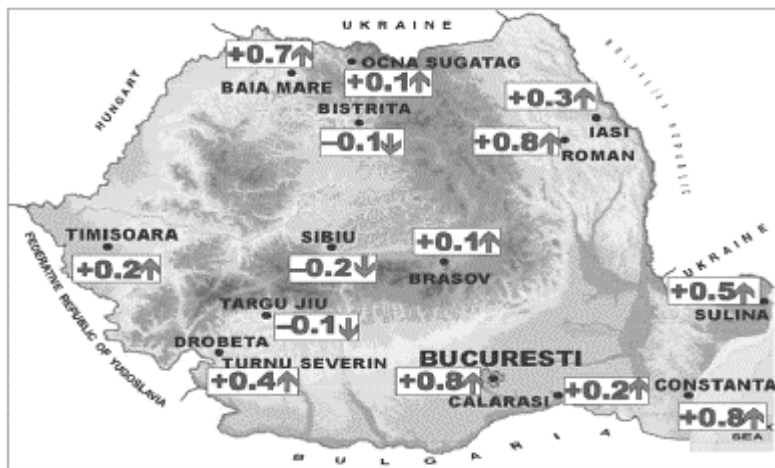 UKRAINE
+0.7
OCNA SUGATAG
BAIA MARE
+0.1
HUNGARY
BISTRITA
-0.1
+0.3
IASI
+0.8
ROMAN
TIMISOARA
+0.2
SIBIU
-0.2
+0.1
BRASOV
UKRAINE
+0.5
SULINA
FEDERATIVE REPUBLIC OF YUGOSLAVIA
TARGU JIU
-0.1
DROBETA
TURNU SEVERIN
+0.4
BUCURESTI
+0.8
CALARASI
+0.2
CONSTANTA
+0.8
SEA
BULGARIA